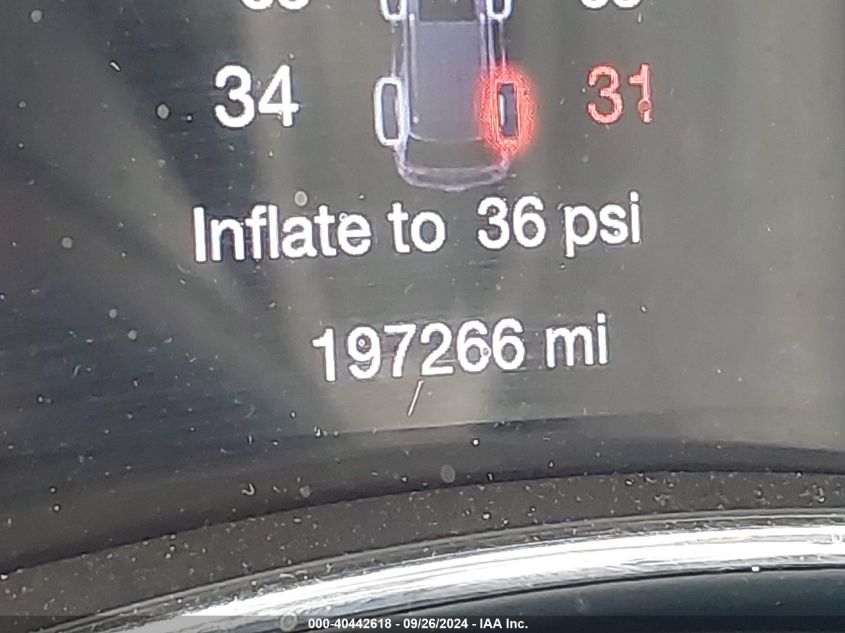 34 31
Inflate to 36 psi
197266 mi
000-40442618 - 09/26/2024 - IAA Inc.